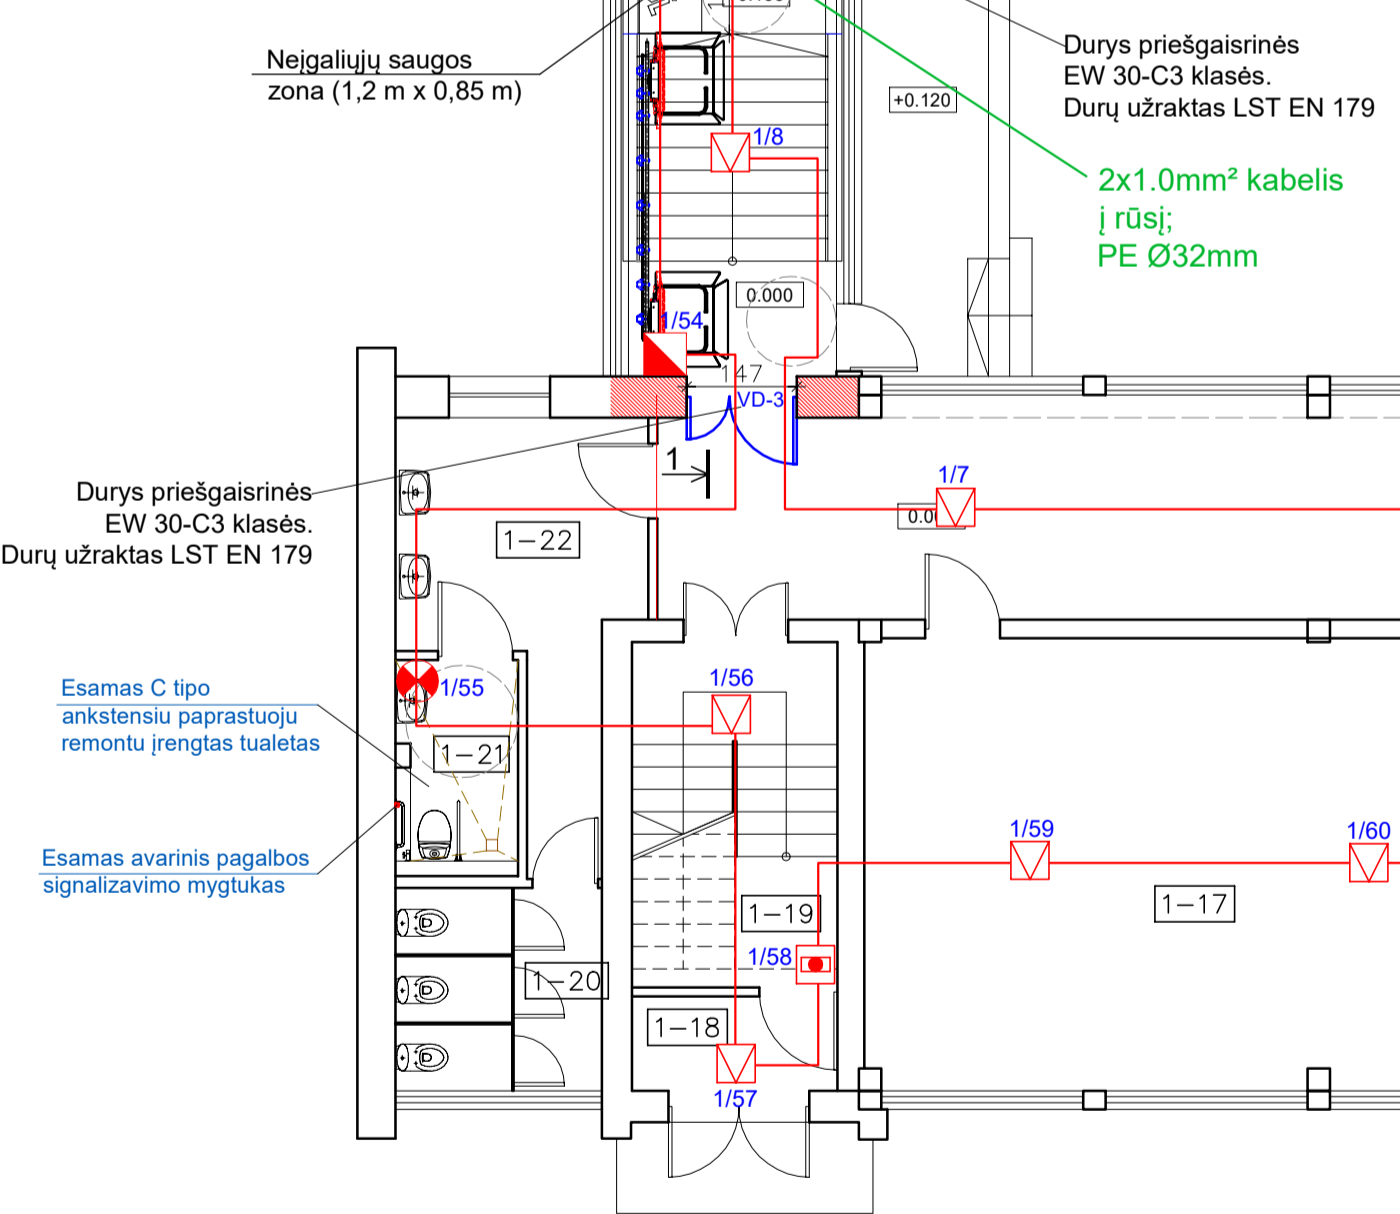 Neįgaliųjų saugos
zona (1,2 m x 0,85 m)
Durys priešgaisrinės
EW 30-C3 klasės.
Durų užraktas LST EN 179
+0.120
1/8
2x1.0mm² kabelis
į rūsį;
PE Ø32mm
0.000
1/54
147
VD-3
1
1/7
Durys priešgaisrinės
EW 30-C3 klasės.
Durų užraktas LST EN 179
1-22
1/56
Esamas C tipo
ankstensiu paprastuoju
remontu įrengtas tualetas
1/55
1-21
Esamas avarinis pagalbos
signalizavimo mygtukas
1/59
1/60
1-17
1-19
1/58
1-20
1-18
1/57